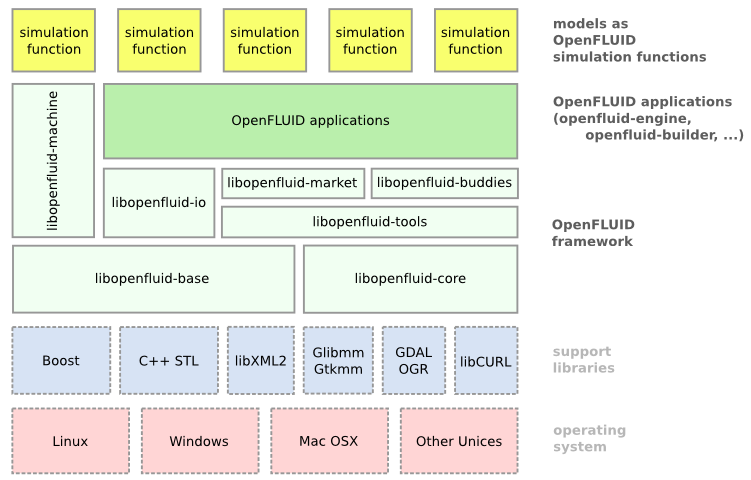 simulation
function
simulation
function
simulation
function
simulation
function
simulation
function
models as
OpenFLUID
simulation functions
libopenfluid-machine
OpenFLUID applications
OpenFLUID applications
(openfluid-engine,
openfluid-builder, ...)
libopenfluid-io
libopenfluid-market
libopenfluid-buddies
libopenfluid-tools
OpenFLUID
framework
libopenfluid-base
libopenfluid-core
Boost
C++ STL
libXML2
Glibmm
Gtkmm
GDAL
OGR
libCURL
support
libraries
Linux
Windows
Mac OSX
Other Unices
operating
system